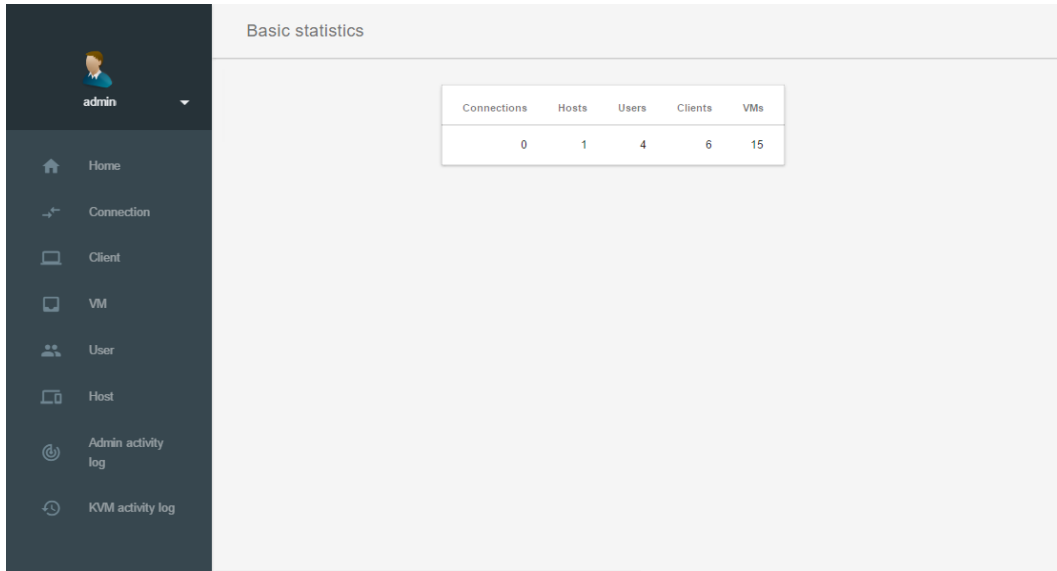 Basic statistics
admin
Home
Connection
Client
VM
User
Host
Admin activity
log
KVM activity log
Connections Hosts Users Clients VMs
0 1 4 6 15